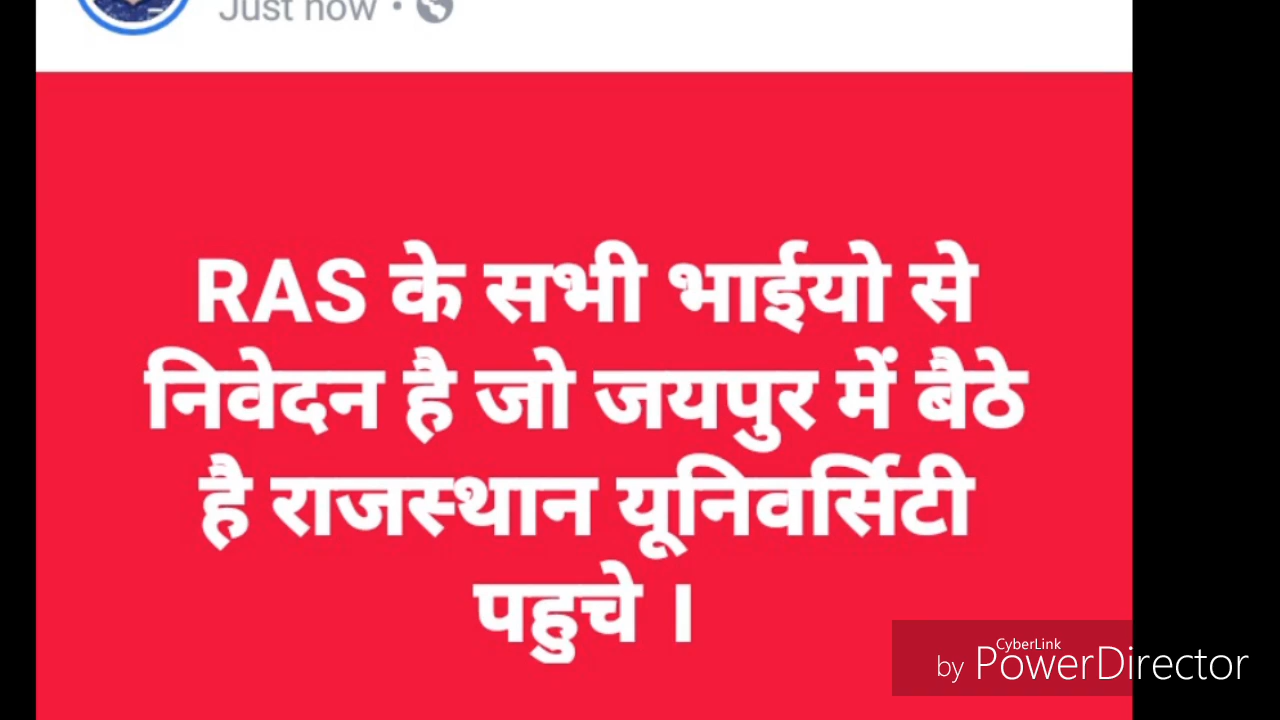 Just now •
RAS के सभी भाईयो से
निवेदन है जो जयपुर में बैठे
है राजस्थान यूनिवर्सिटी
पहुचे ।
CyberLink
by PowerDirector